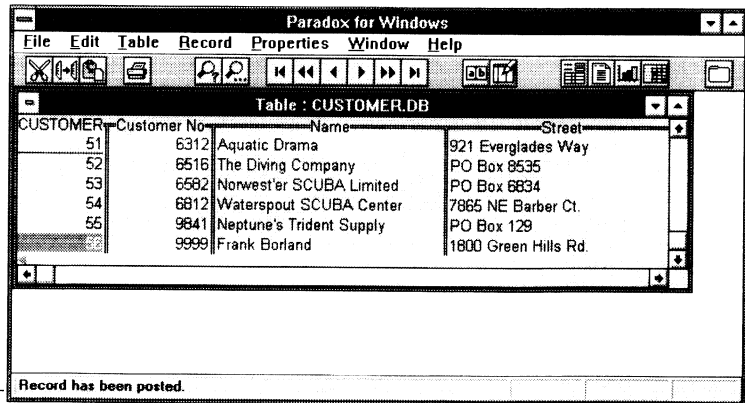 Paradox for Windows
File Edit Table Record Properties Window Help
Table : CUSTOMER.DB
CUSTOMER Customer No Name Street
51 6312 Aquatic Drama 921 Everglades Way
52 6516 The Diving Company PO Box 8535
53 6582 Norwest'er SCUBA Limited PO Box 6834
54 6812 Waterspout SCUBA Center 7865 NE Barber Ct.
55 9841 Neptune's Trident Supply PO Box 129
9999 Frank Borland 1800 Green Hills Rd.
Record has been posted.